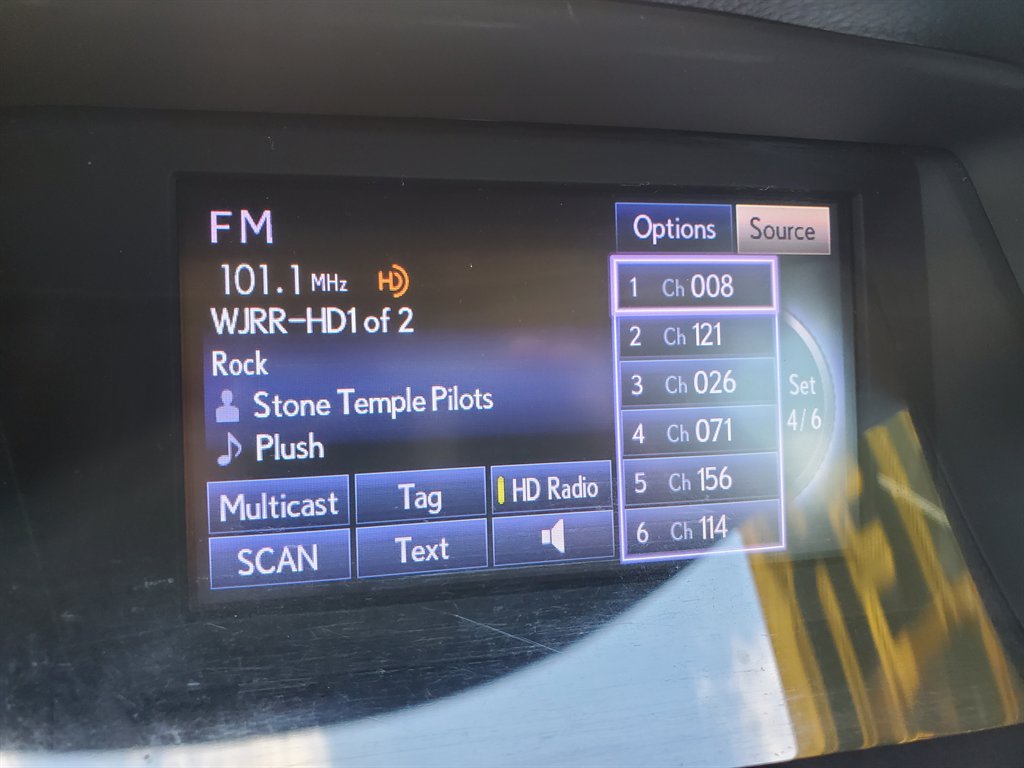 FM
Options
Source
101.1 MHz HD
WJRR-HD1 of 2
Rock
Stone Temple Pilots
Plush
Multicast
Tag
HD Radio
SCAN
Text
1 Ch 008
2 Ch 121
3 Ch 026
4 Ch 071
5 Ch 156
6 Ch 114
Set
4/6